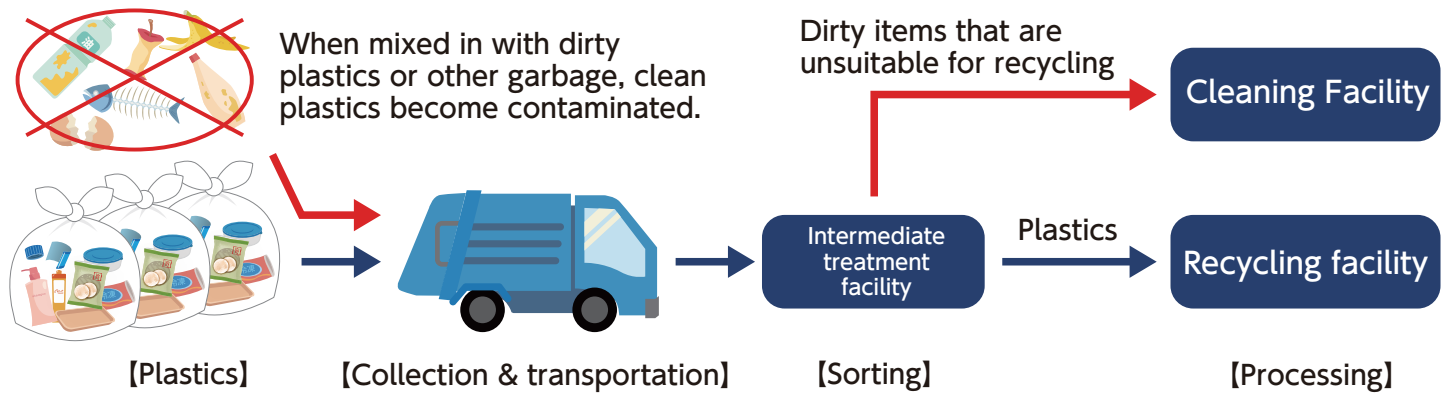 When mixed in with dirty
plastics or other garbage, clean
plastics become contaminated.
Dirty items that are
unsuitable for recycling
Cleaning Facility
Intermediate
treatment
facility
Plastics
Recycling facility
【Plastics】
【Collection & transportation】
【Sorting】
【Processing】